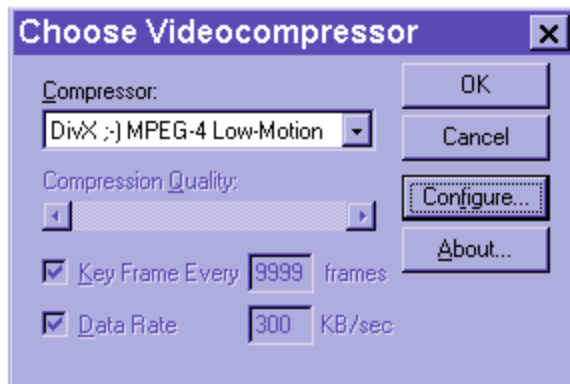 Choose Videocompressor
Compressor:
DivX ;-) MPEG-4 Low-Motion
Compression Quality:
Key Frame Every 9999 frames
Data Rate 300 KB/sec
OK
Cancel
Configure...
About...